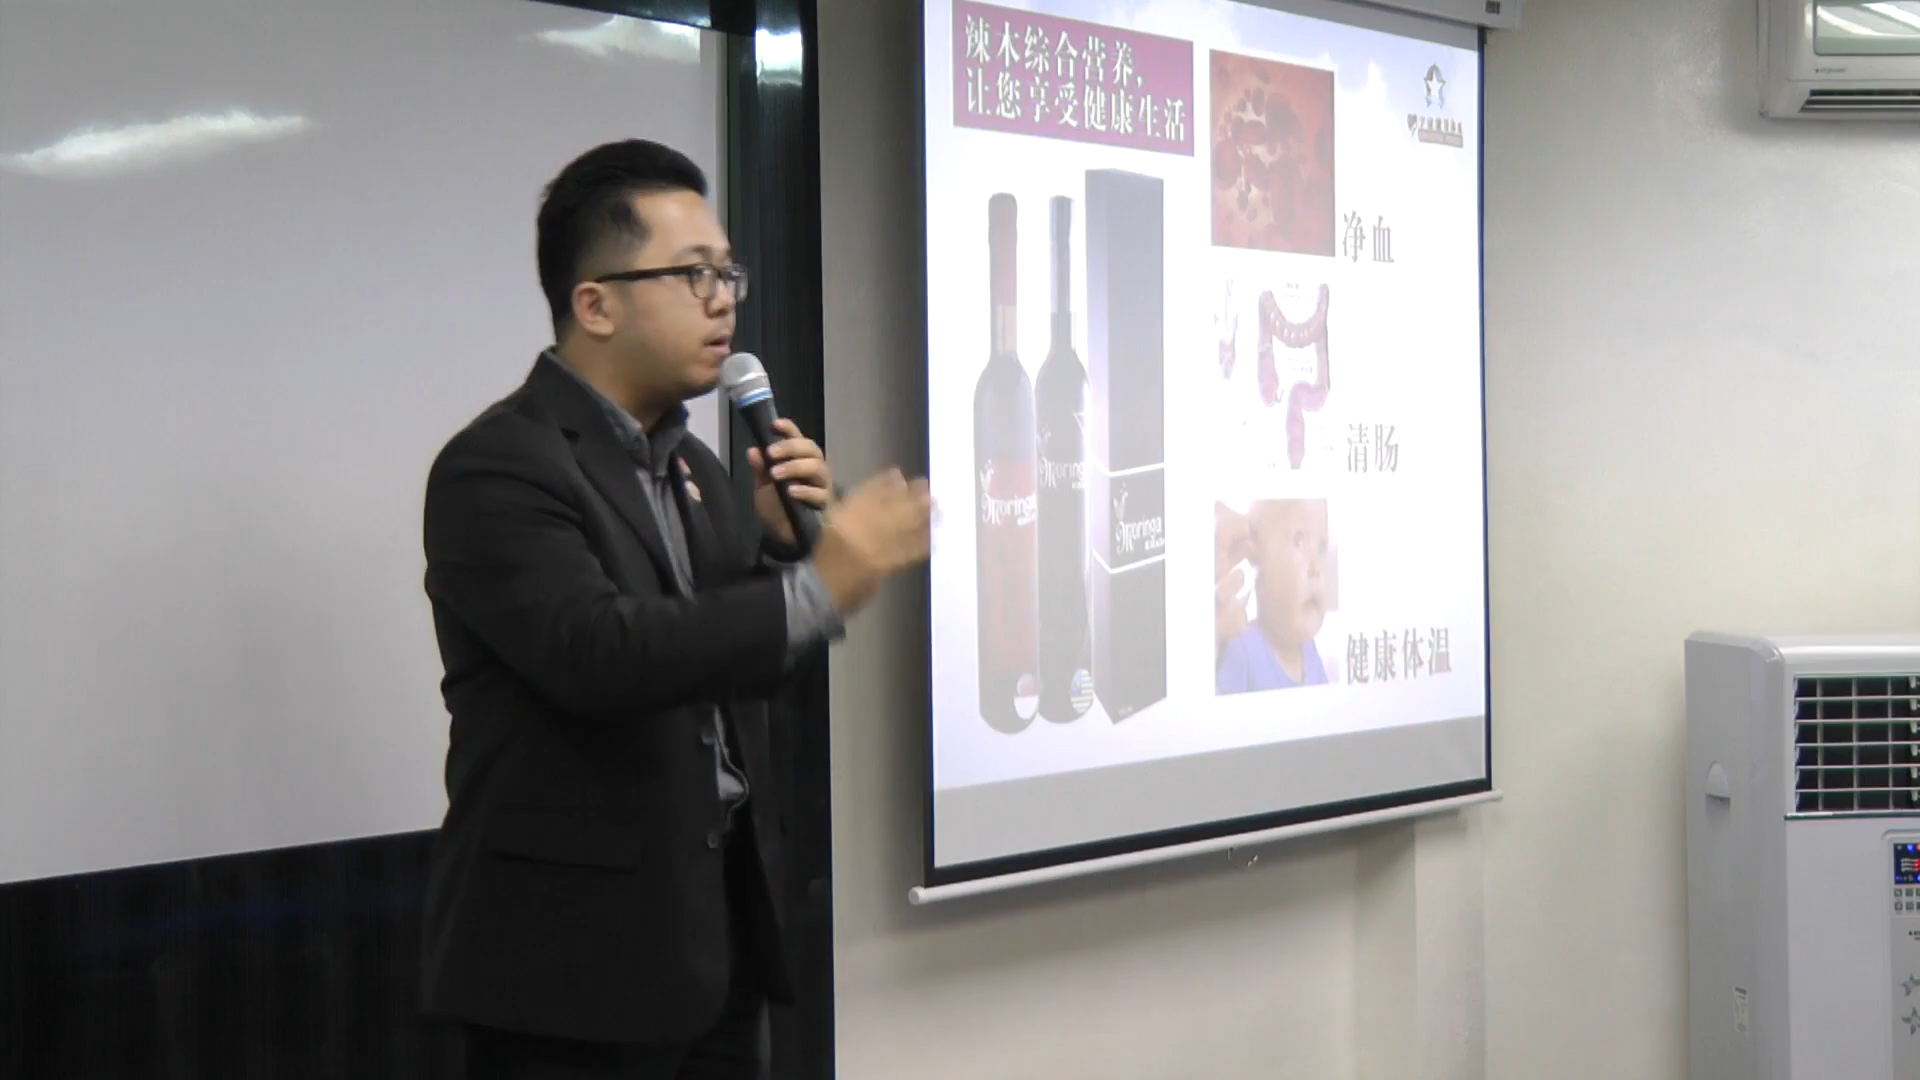 辣木综合营养,
让您享受健康生活
净血
清肠
健康体温
Moringa
Moringa
Moringa